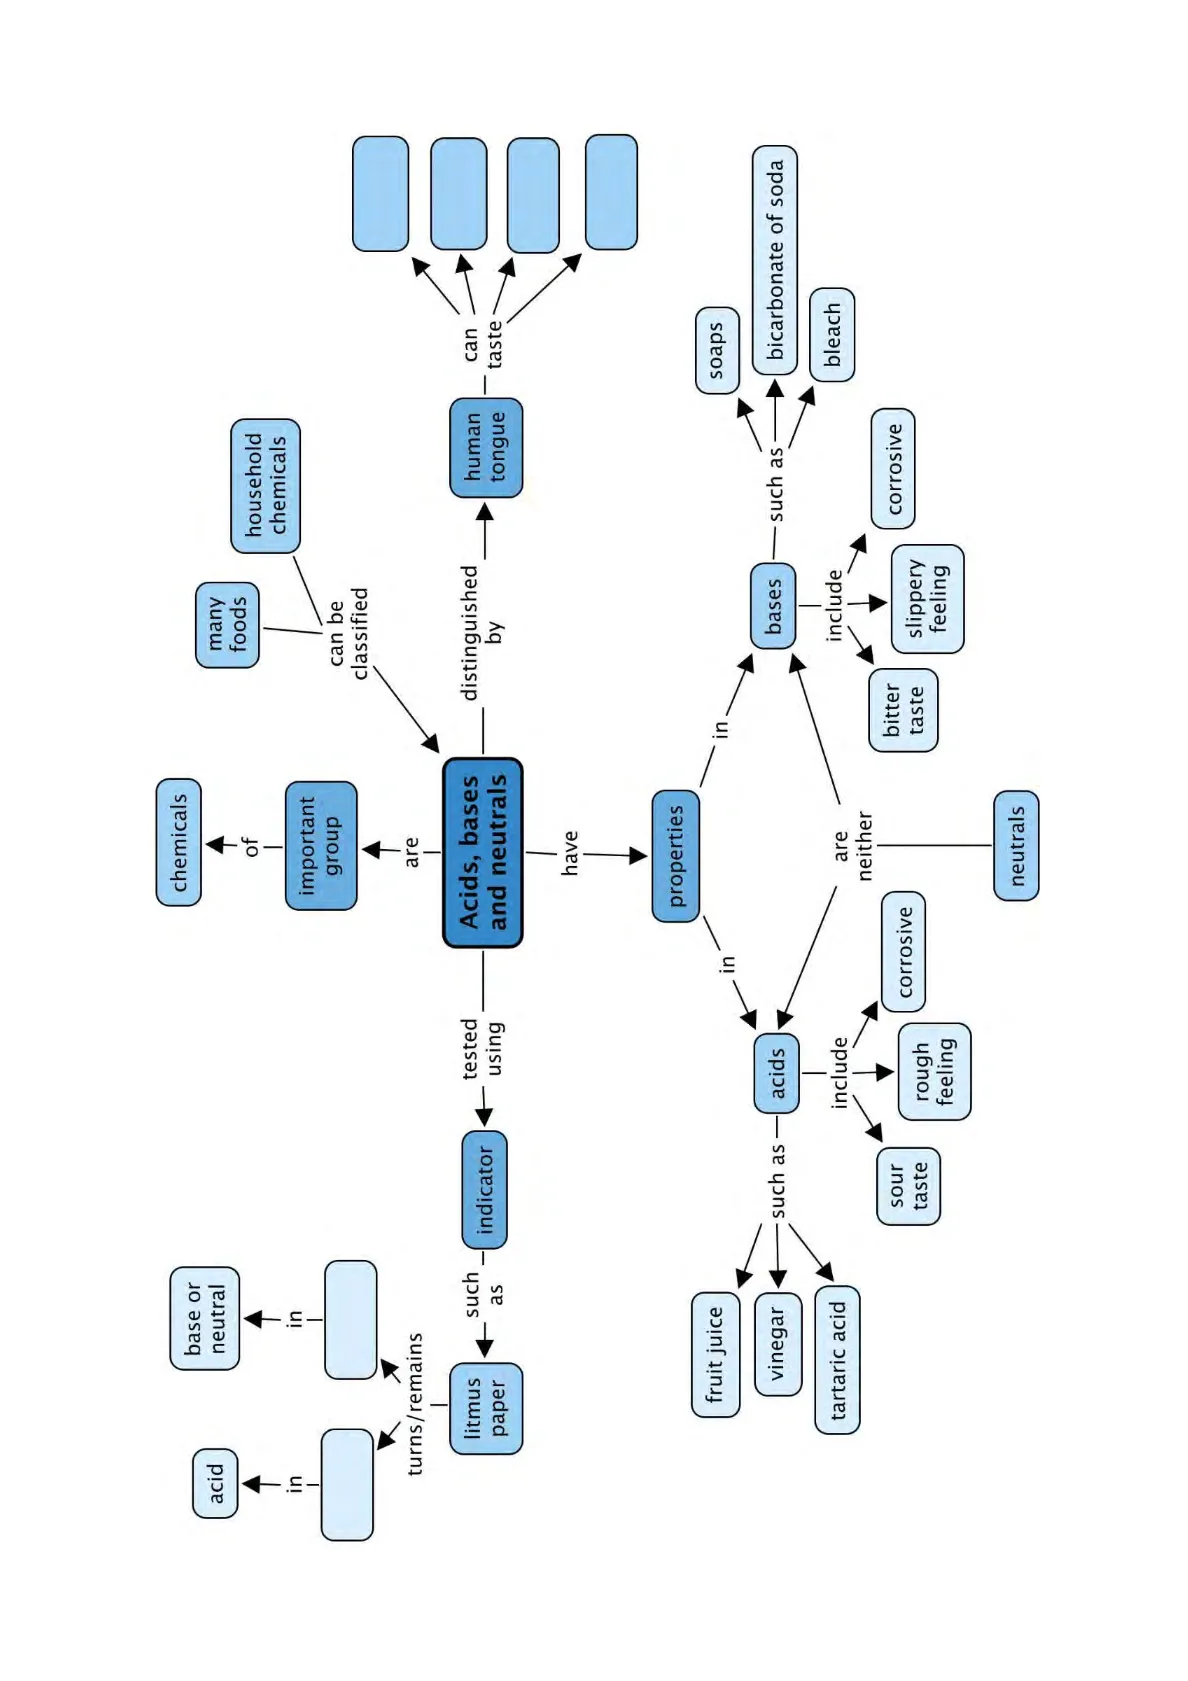 acid
in
base or
neutral
in
turns/remains
litmus
paper
such
as
indicator
tested
using
chemicals
of
important
group
are
Acids, bases
and neutrals
many
foods
household
chemicals
can be
classified
distinguished
by
human
tongue
can
taste
have
properties
in
in
acids
such as
fruit juice
vinegar
tartaric acid
include
sour
taste
rough
feeling
corrosive
are
neither
neutrals
bases
such as
soaps
bicarbonate of soda
bleach
include
bitter
taste
slippery
feeling
corrosive